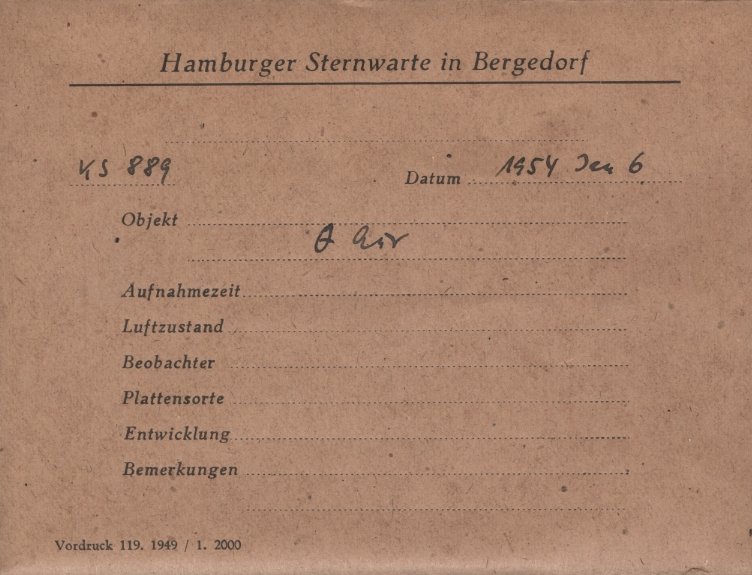 Hamburger Sternwarte in Bergedorf
KS 889
Datum 1954 Jan 6
Objekt
θ Aur
Aufnahmezeit
Luftzustand
Beobachter
Plattensorte
Entwicklung
Bemerkungen
Vordruck 119. 1949 / 1. 2000